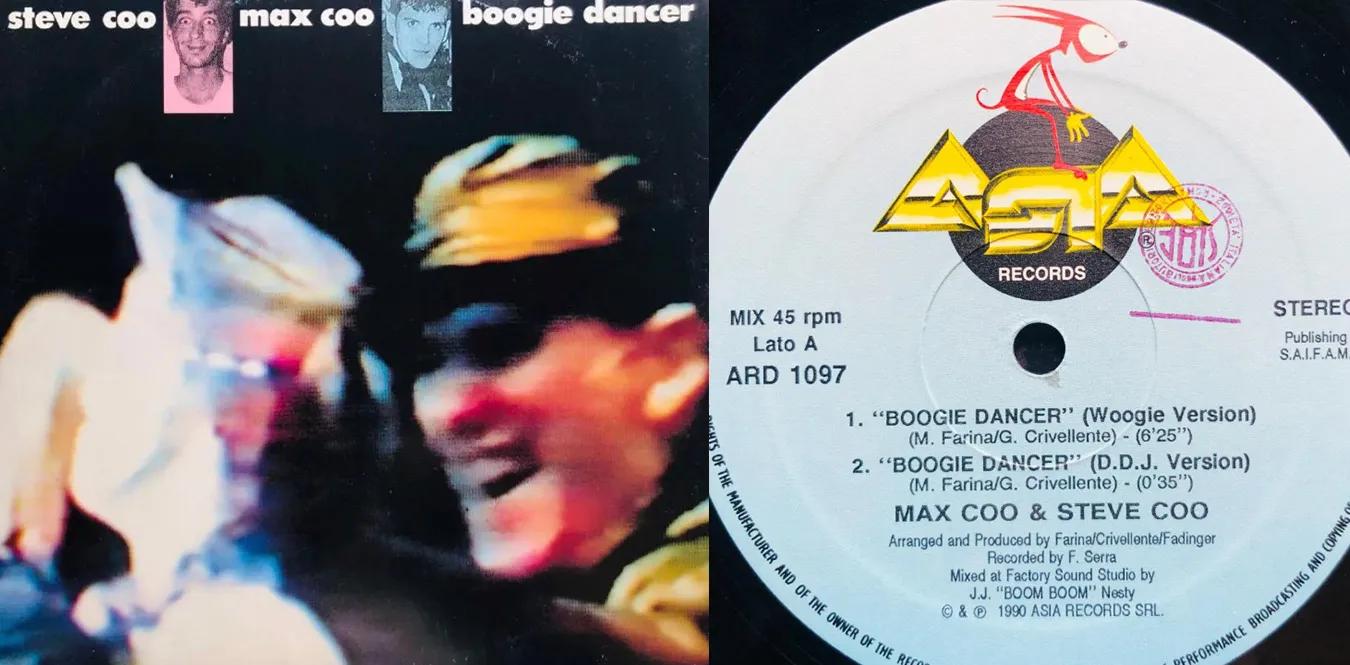 steve coo
max coo
boogie dancer
ASIA
RECORDS
MIX 45 rpm
Lato A
ARD 1097
STEREO
Publishing
S.A.I.F.A.M.
1. “BOOGIE DANCER” (Woogie Version)
(M. Farina/G. Crivellente) - (6’25’’)
2. “BOOGIE DANCER” (D.D.J. Version)
(M. Farina/G. Crivellente) - (0’35’’)
MAX COO & STEVE COO
Arranged and Produced by Farina/Crivellente/Fadinger
Recorded by F. Serra
Mixed at Factory Sound Studio by
J.J. “BOOM BOOM” Nesty
© & ℗ 1990 ASIA RECORDS SRL.
RIGHTS OF THE MANUFACTURER AND OF THE OWNER OF THE
PERFORMANCE BROADCASTING AND COPYING